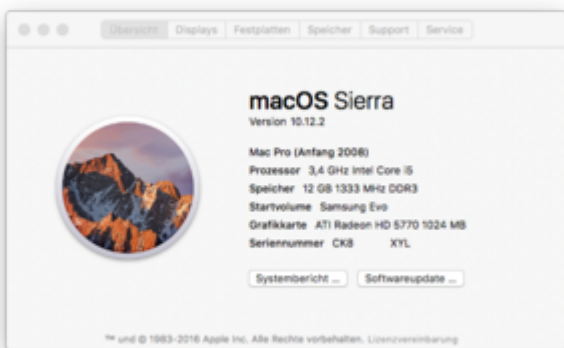 Übersicht Displays Festplatten Speicher Support Service
macOS Sierra
Version 10.12.2
Mac Pro (Anfang 2008)
Prozessor 3,4 GHz Intel Core i5
Speicher 12 GB 1333 MHz DDR3
Startvolume Samsung Evo
Grafikkarte ATI Radeon HD 5770 1024 MB
Seriennummer CK8 XYL
Systembericht ... Softwareupdate ...
™ und © 1983-2016 Apple Inc. Alle Rechte vorbehalten. Lizenzvereinbarung